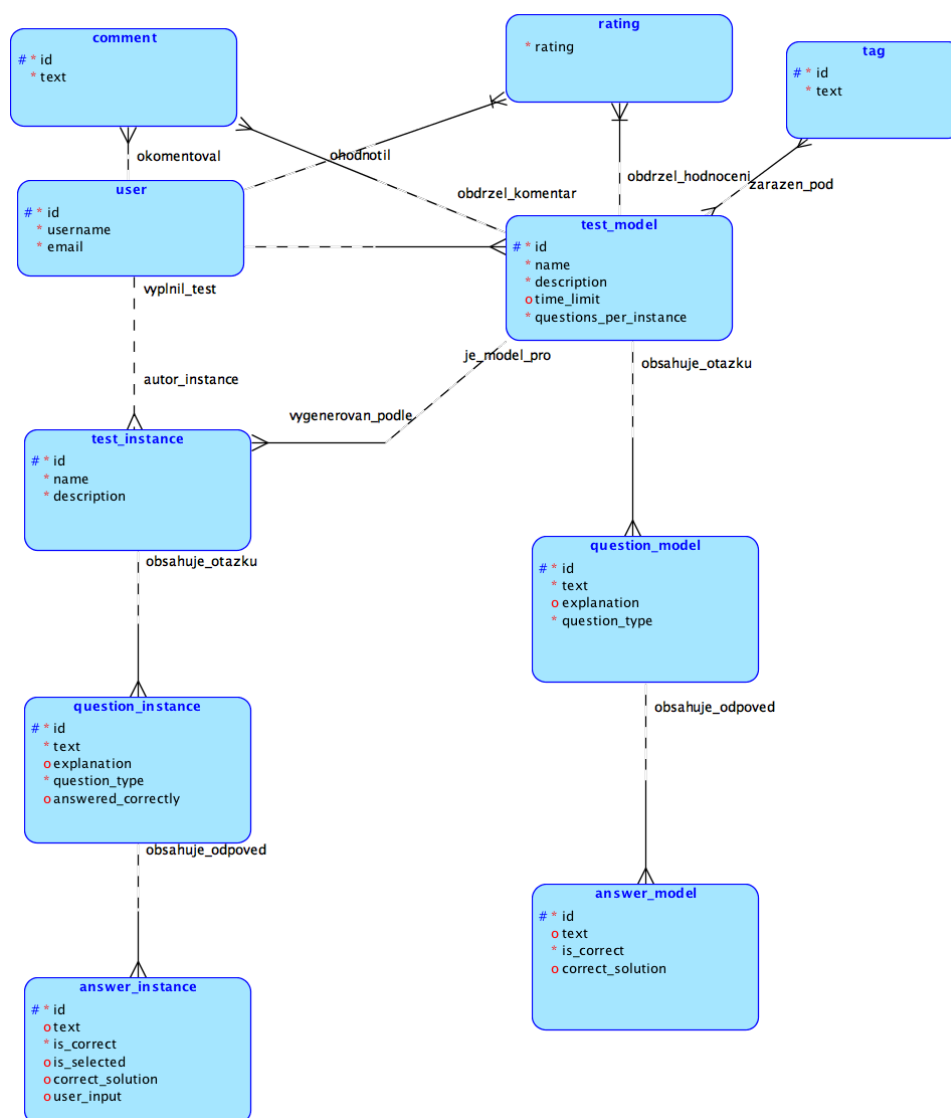 comment
# * id
* text
rating
* rating
tag
# * id
* text
okomentoval
ohodnotil
obdrzel_komentar
obdrzel_hodnoceni
zarazen_pod
user
# * id
* username
* email
test_model
# * id
* name
* description
o time_limit
* questions_per_instance
vyplnil_test
autor_instance
je_model_pro
vygenerovan_podle
obsahuje_otazku
test_instance
# * id
* name
* description
obsahuje_otazku
question_model
# * id
* text
o explanation
* question_type
question_instance
# * id
* text
o explanation
* question_type
o answered_correctly
obsahuje_odpoved
obsahuje_odpoved
answer_model
# * id
o text
* is_correct
o correct_solution
answer_instance
# * id
o text
* is_correct
o is_selected
o correct_solution
o user_input